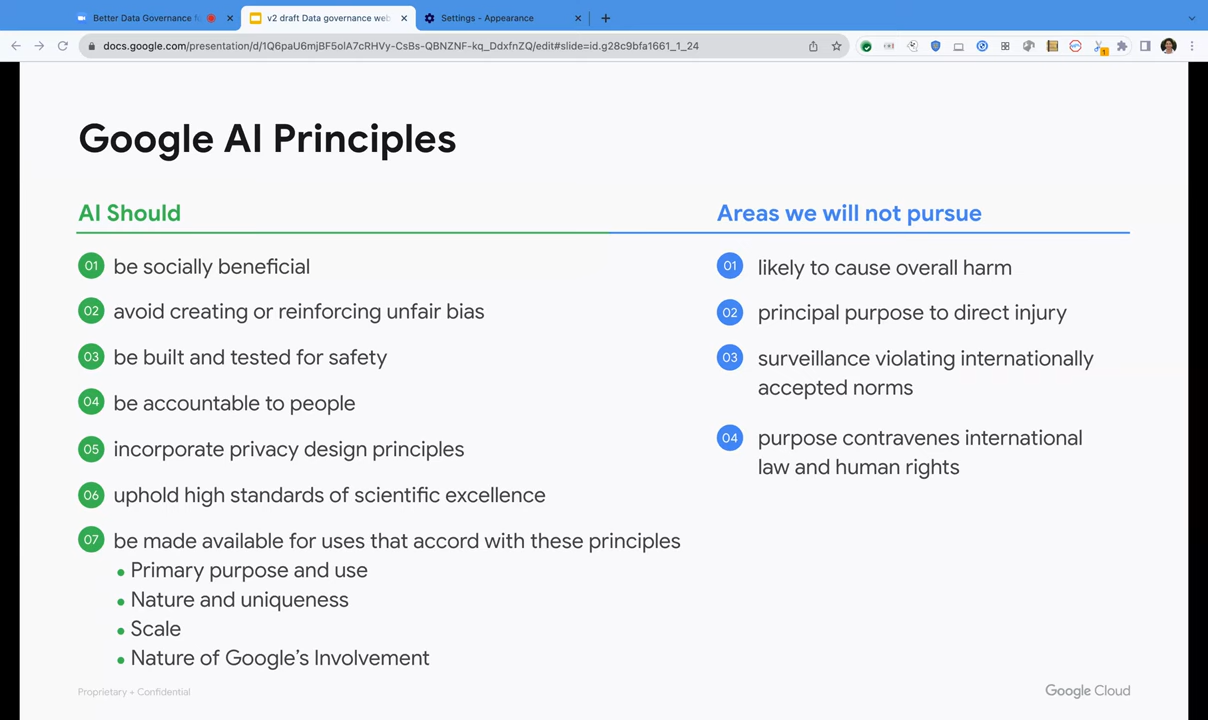 Better Data Governance f
v2 draft Data governance web
Settings - Appearance
docs.google.com/presentation/d/1Q6paU6mjBF5olA7cRHVy-CsBs-QBNZNF-kq_DdxfnZQ/edit#slide=id.g28c9bfa1661_1_24
1
Google AI Principles
AI Should
01 be socially beneficial
02 avoid creating or reinforcing unfair bias
03 be built and tested for safety
04 be accountable to people
05 incorporate privacy design principles
06 uphold high standards of scientific excellence
07 be made available for uses that accord with these principles
• Primary purpose and use
• Nature and uniqueness
• Scale
• Nature of Google’s Involvement
Areas we will not pursue
01 likely to cause overall harm
02 principal purpose to direct injury
03 surveillance violating internationally
accepted norms
04 purpose contravenes international
law and human rights
Proprietary + Confidential
Google Cloud